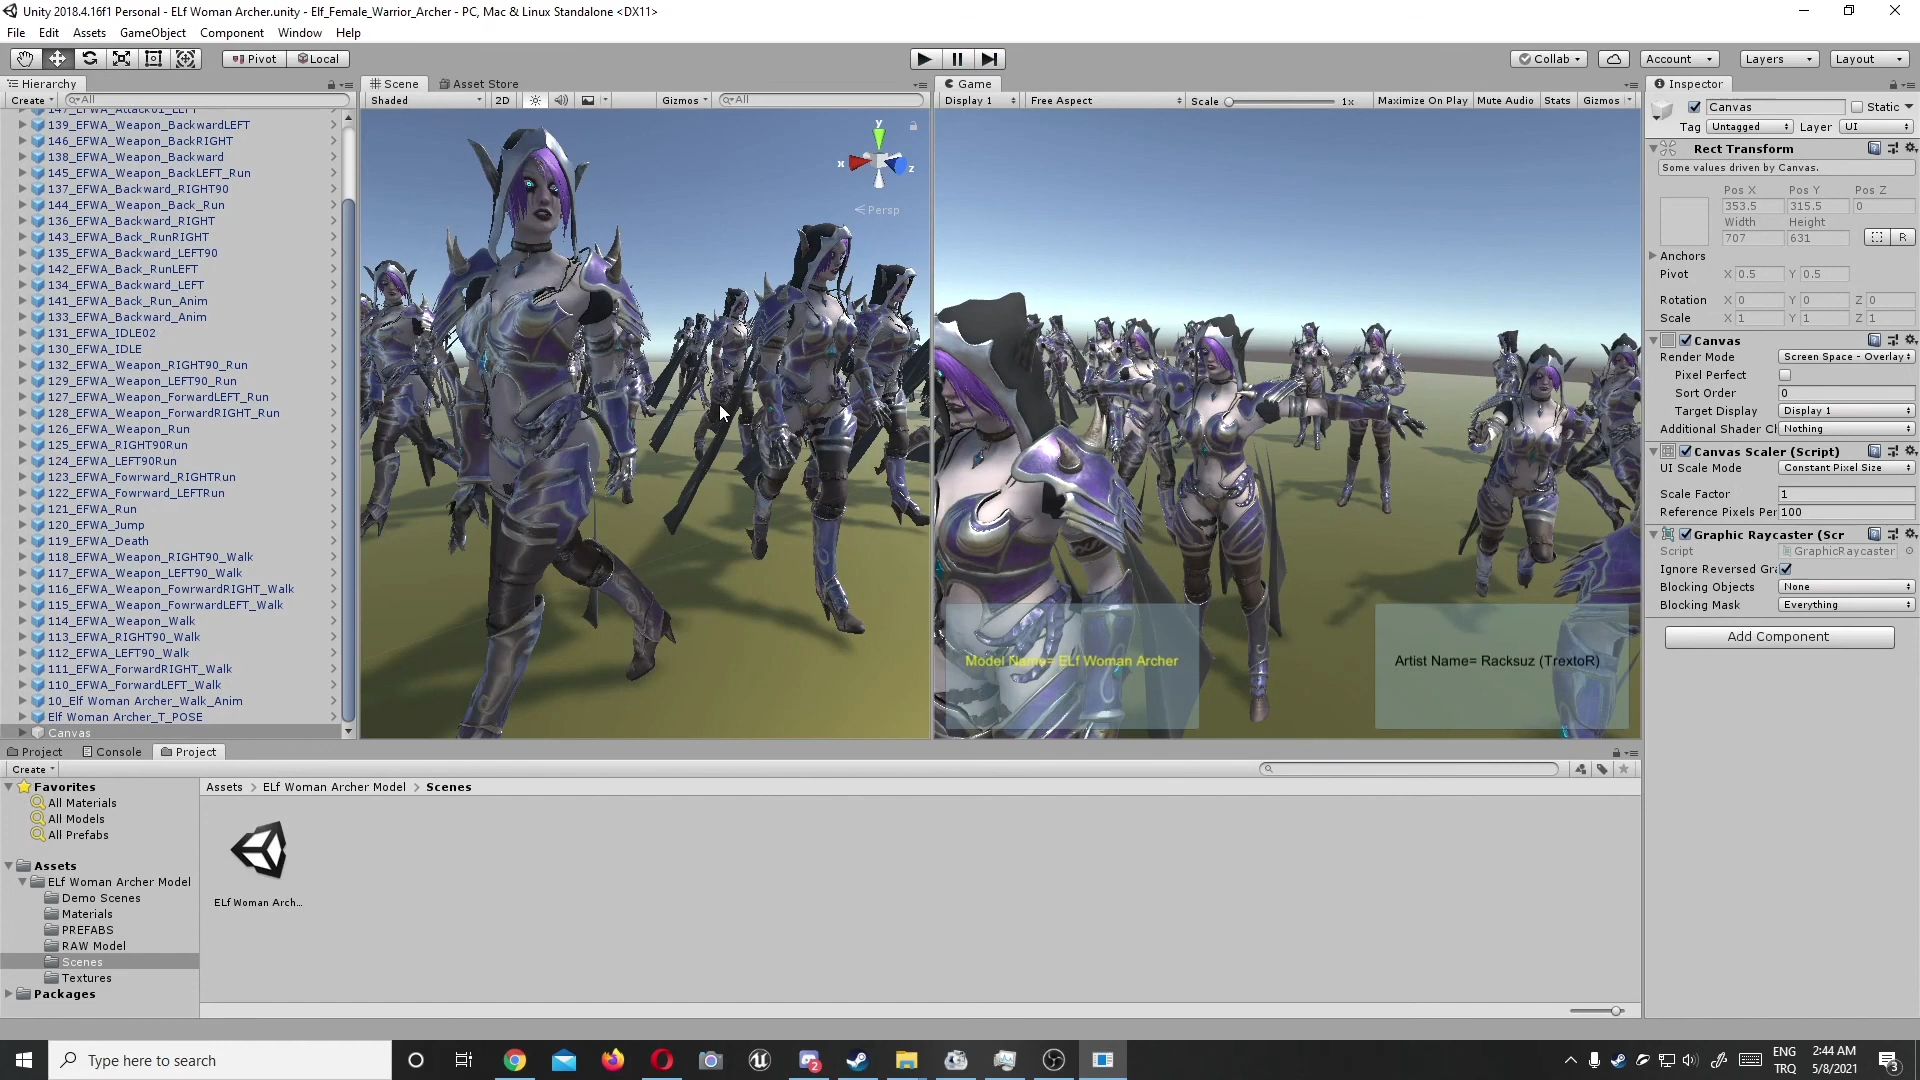 Unity 2018.4.16f1 Personal - ELf Woman Archer.unity - Elf_Female_Warrior_Archer - PC, Mac & Linux Standalone <DX11>
File Edit Assets GameObject Component Window Help
Pivot Local Collab Account Layers Layout
Hierarchy
Create All
147_EFWA_Attack01_LEFT
139_EFWA_Weapon_BackwardLEFT
146_EFWA_Weapon_BackRIGHT
138_EFWA_Weapon_Backward
145_EFWA_Weapon_BackLEFT_Run
137_EFWA_Backward_RIGHT90
144_EFWA_Weapon_Back_Run
136_EFWA_Backward_RIGHT
143_EFWA_Back_RunRIGHT
135_EFWA_Backward_LEFT90
142_EFWA_Back_RunLEFT
134_EFWA_Backward_LEFT
141_EFWA_Back_Run_Anim
133_EFWA_Backward_Anim
131_EFWA_IDLE02
130_EFWA_IDLE
132_EFWA_Weapon_RIGHT90_Run
129_EFWA_Weapon_LEFT90_Run
127_EFWA_Weapon_ForwardLEFT_Run
128_EFWA_Weapon_ForwardRIGHT_Run
126_EFWA_Weapon_Run
125_EFWA_RIGHT90Run
124_EFWA_LEFT90Run
123_EFWA_Fowrward_RIGHTRun
122_EFWA_Fowrward_LEFTRun
121_EFWA_Run
120_EFWA_Jump
119_EFWA_Death
118_EFWA_Weapon_RIGHT90_Walk
117_EFWA_Weapon_LEFT90_Walk
116_EFWA_Weapon_FowrwardRIGHT_Walk
115_EFWA_Weapon_FowrwardLEFT_Walk
114_EFWA_Weapon_Walk
113_EFWA_RIGHT90_Walk
112_EFWA_LEFT90_Walk
111_EFWA_ForwardRIGHT_Walk
110_EFWA_ForwardLEFT_Walk
10_Elf Woman Archer_Walk_Anim
Elf Woman Archer_T_POSE
Canvas
Scene Asset Store
Shaded 2D Gizmos All
y
x
z
Persp
Game
Display 1 Free Aspect Scale 1x Maximize On Play Mute Audio Stats Gizmos
Model Name= ELf Woman Archer
Artist Name= Racksuz (TrextoR)
Inspector
Canvas Static
Tag Untagged Layer UI
Rect Transform
Some values driven by Canvas.
Pos X Pos Y Pos Z
353.5 315.5 0
Width Height
707 631 R
Anchors
Pivot X 0.5 Y 0.5
Rotation X 0 Y 0 Z 0
Scale X 1 Y 1 Z 1
Canvas
Render Mode Screen Space - Overlay
Pixel Perfect
Sort Order 0
Target Display Display 1
Additional Shader Ch Nothing
Canvas Scaler (Script)
UI Scale Mode Constant Pixel Size
Scale Factor 1
Reference Pixels Per 100
Graphic Raycaster (Scr
Script GraphicRaycaster
Ignore Reversed Gra
Blocking Objects None
Blocking Mask Everything
Add Component
Project Console Project
Create
Favorites
All Materials
All Models
All Prefabs
Assets
ELf Woman Archer Model
Demo Scenes
Materials
PREFABS
RAW Model
Scenes
Textures
Packages
Assets > ELf Woman Archer Model > Scenes
ELf Woman Arch...
Type here to search
2
ENG
TRQ
2:44 AM
5/8/2021
3